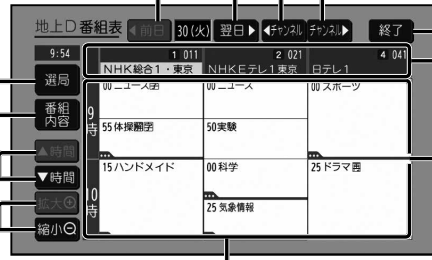 地上D 番組表 ◀前日 30(火) 翌日▶ ◀チャンネル チャンネル▶ 終了
9:54 1 011 2 021 4 041
NHK総合1・東京 NHKEテレ1東京 日テレ1
選局
番組
内容
▲時間
▼時間
拡大⊕
縮小⊖
9
時
00 ニュース
00 ニュース
00 スポーツ
55 体操
50 実験
10
時
15 ハンドメイド
00 科学
25 ドラマ
25 気象情報